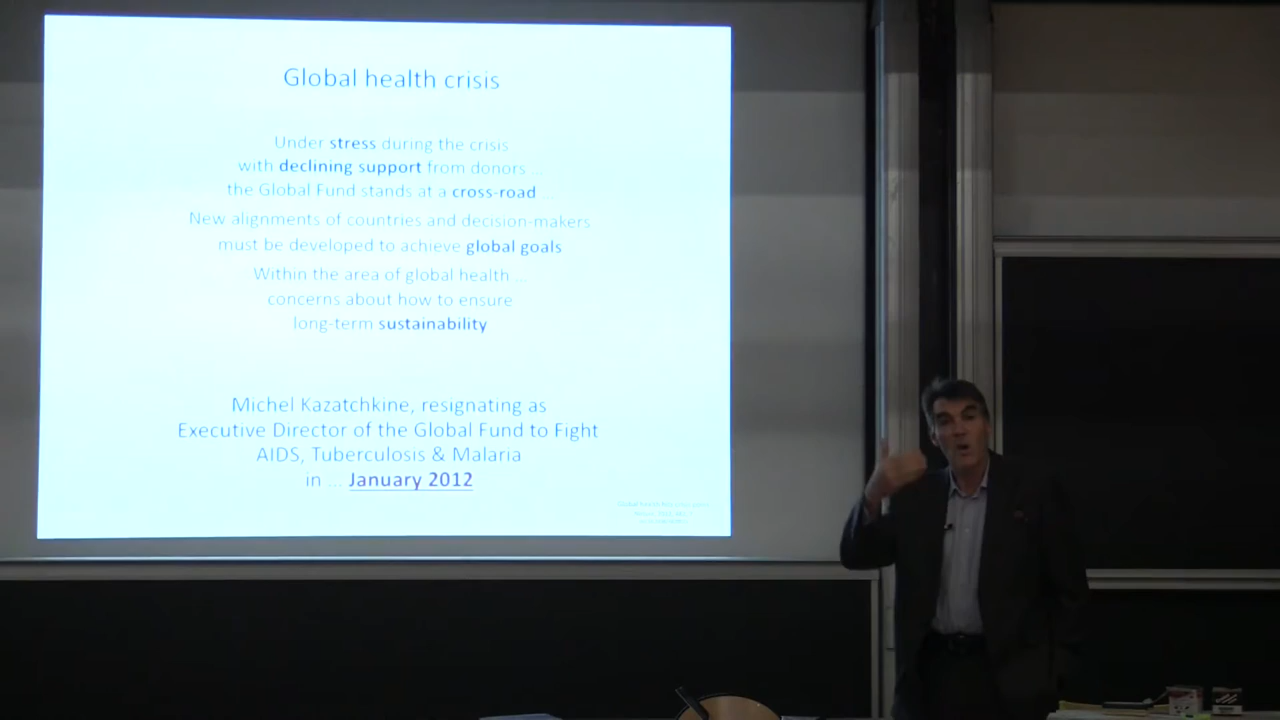 Global health crisis
Under stress during the crisis
with declining support from donors ...
the Global Fund stands at a cross-road ...
New alignments of countries and decision-makers
must be developed to achieve global goals
Within the area of global health ...
concerns about how to ensure
long-term sustainability
Michel Kazatchkine, resignating as
Executive Director of the Global Fund to Fight
AIDS, Tuberculosis & Malaria
in ... January 2012